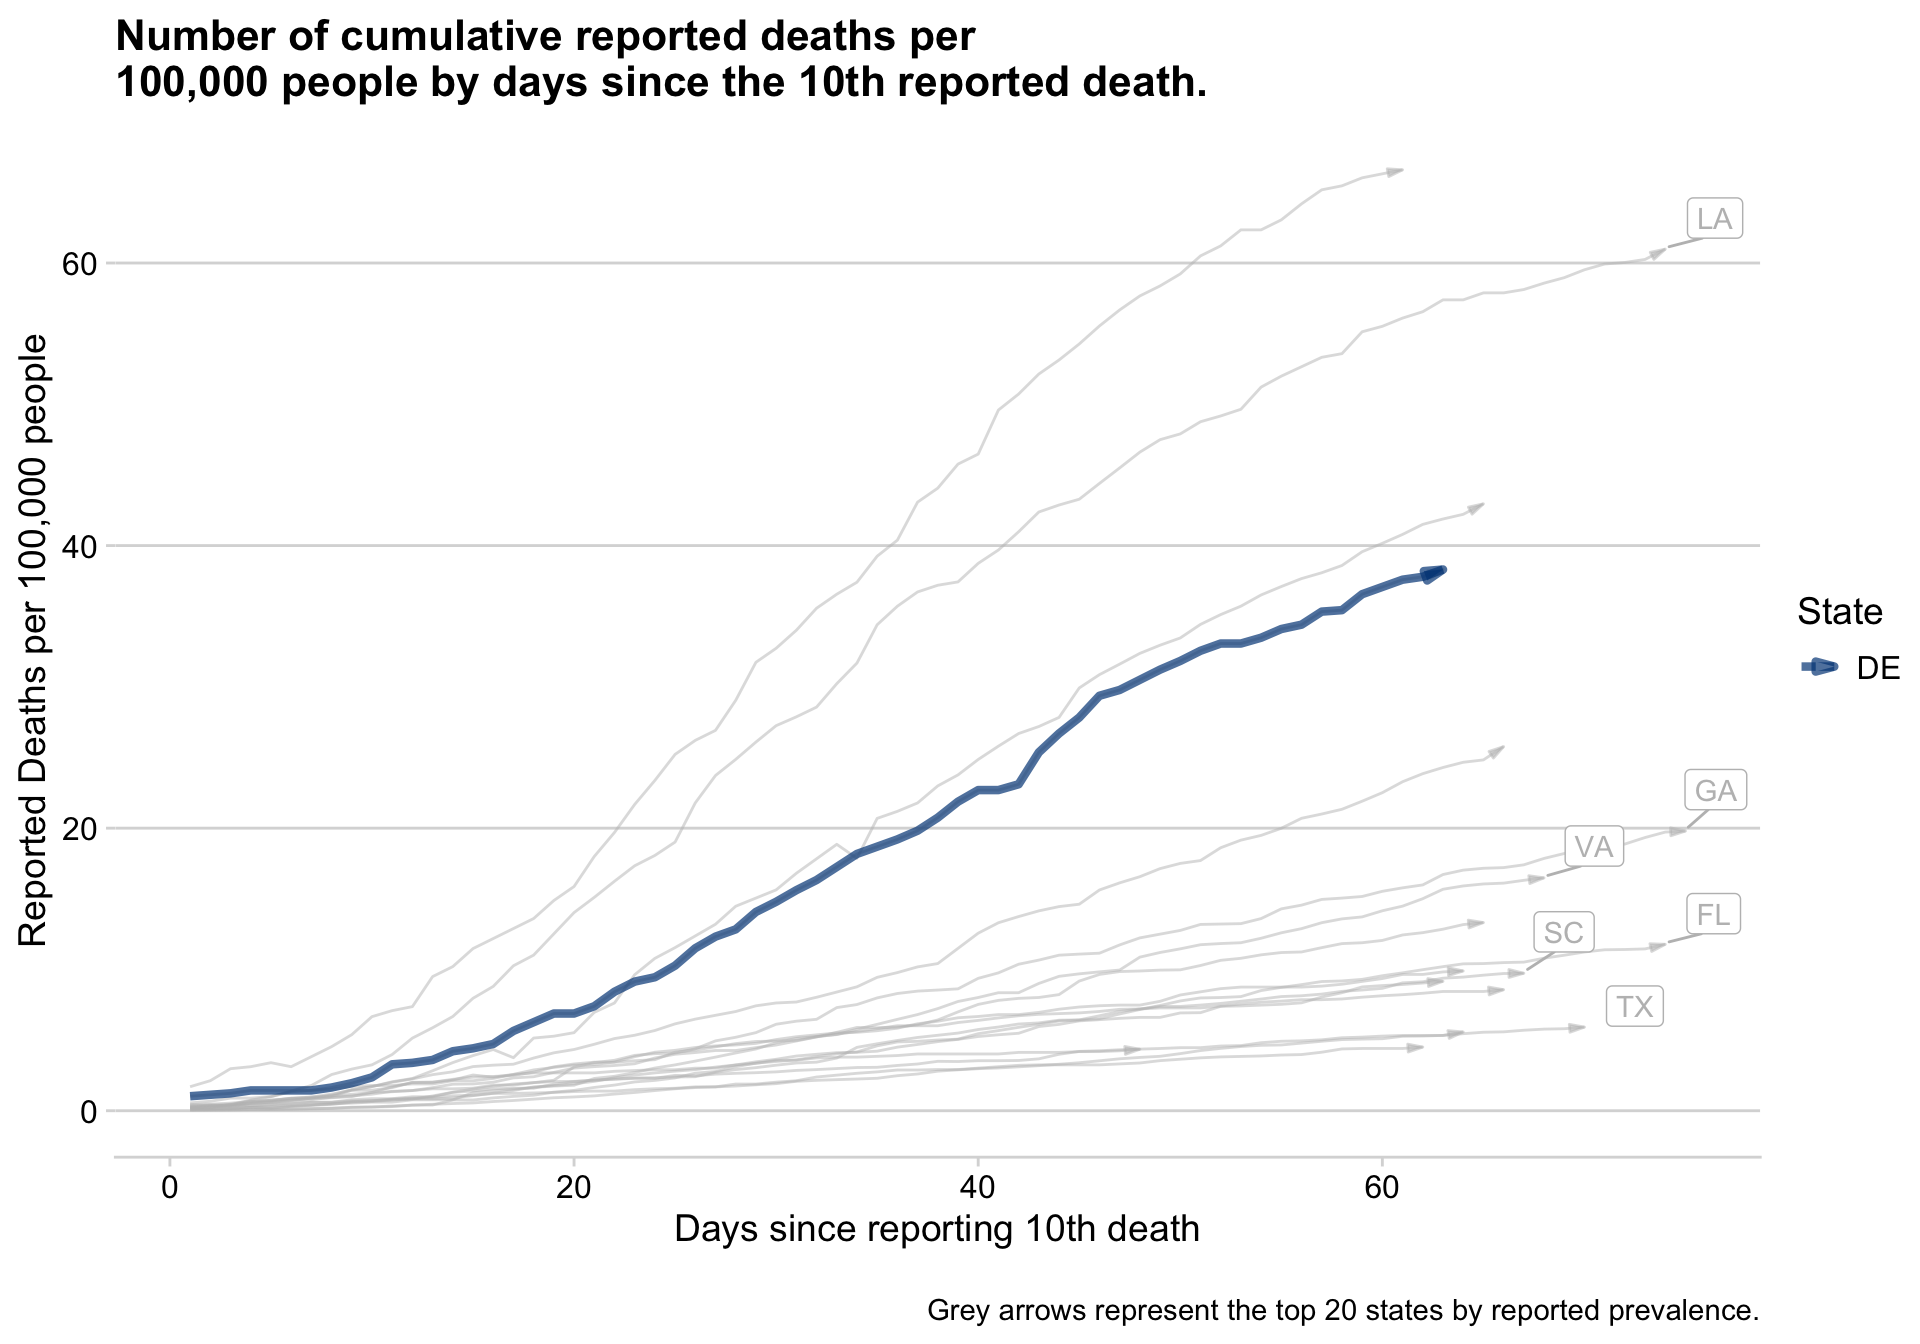 Number of cumulative reported deaths per
100,000 people by days since the 10th reported death.
Reported Deaths per 100,000 people
60
40
20
0
LA
GA
VA
FL
SC
TX
State
DE
0
20
40
60
Days since reporting 10th death
Grey arrows represent the top 20 states by reported prevalence.